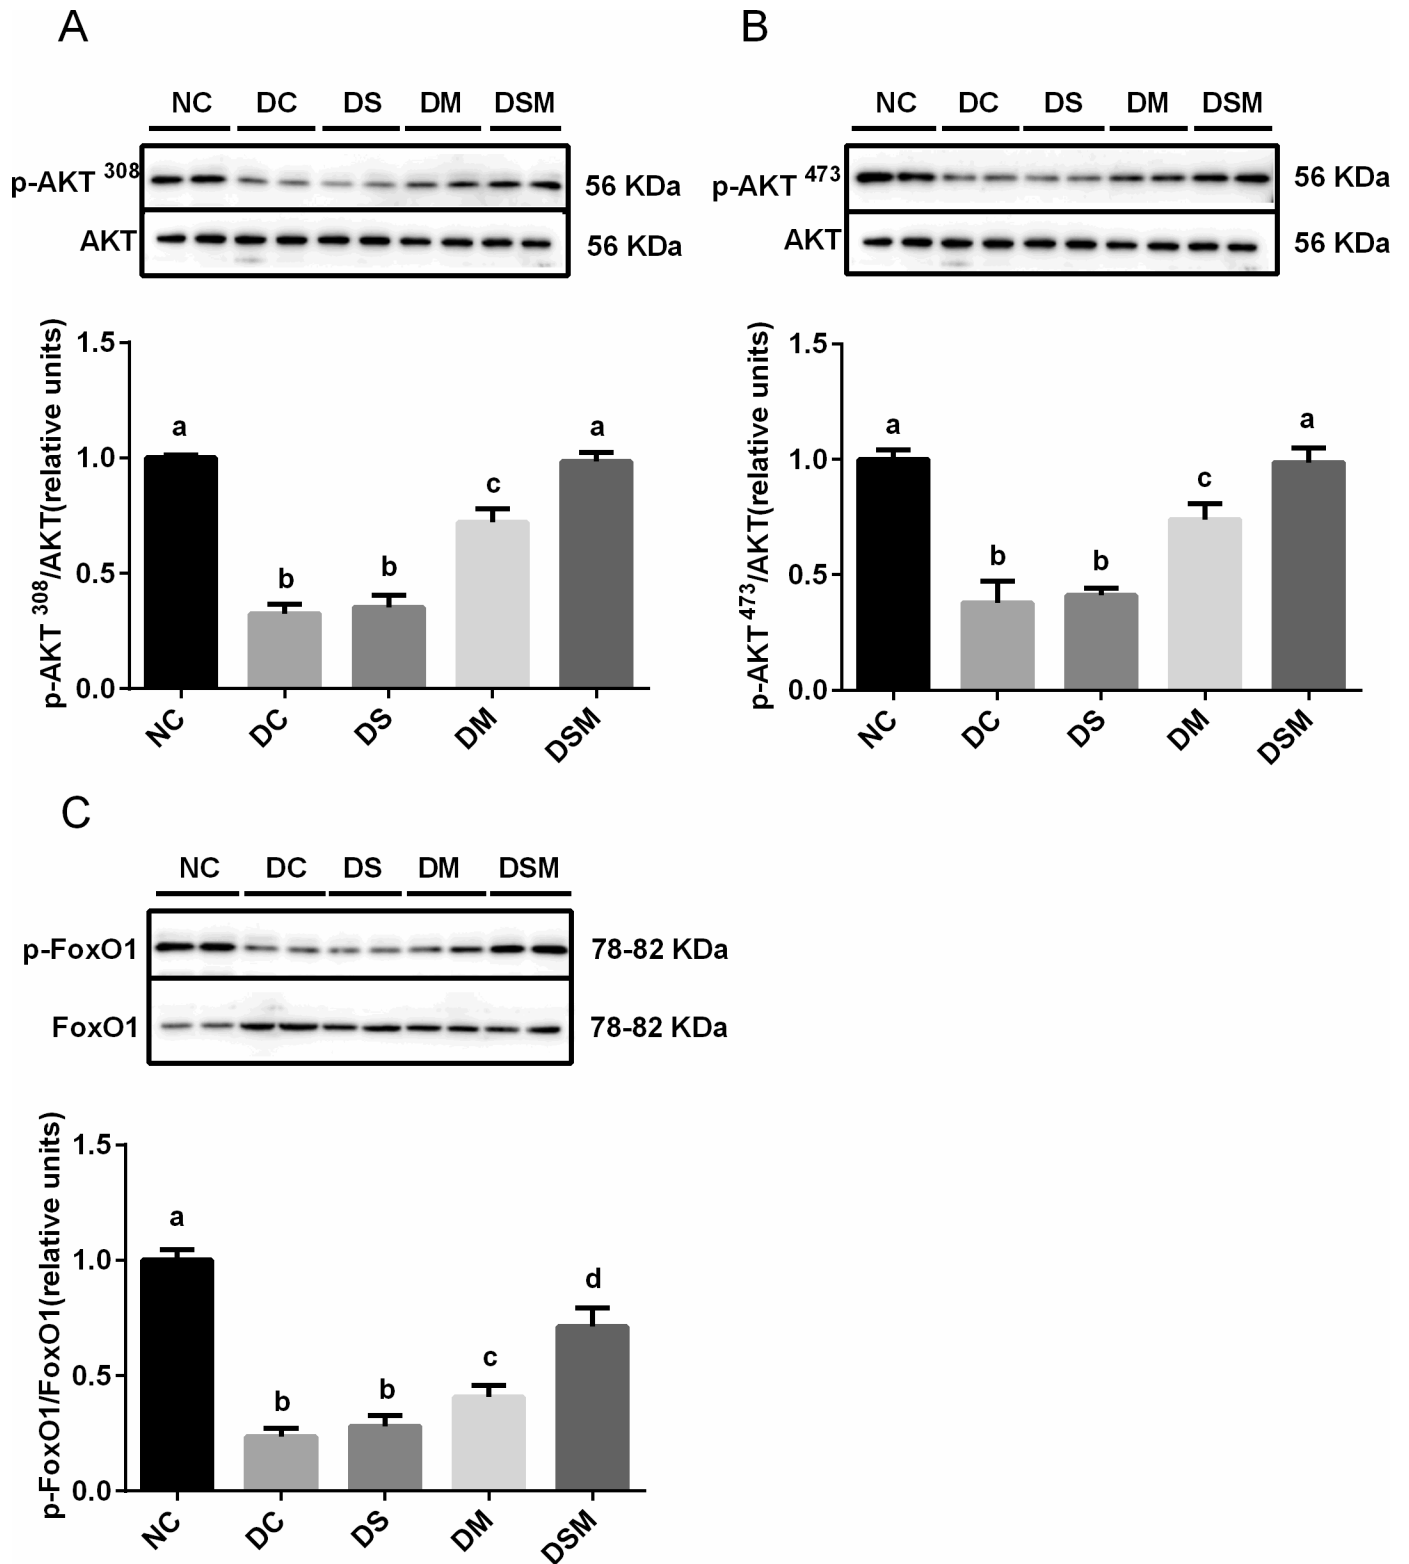 A
NC DC DS DM DSM
p-AKT 308 56 KDa
AKT 56 KDa
p-AKT 308/AKT(relative units)
1.5
1.0
0.5
0.0
a
b
b
c
a
NC DC DS DM DSM
B
NC DC DS DM DSM
p-AKT 473 56 KDa
AKT 56 KDa
p-AKT 473/AKT(relative units)
1.5
1.0
0.5
0.0
a
b
b
c
a
NC DC DS DM DSM
C
NC DC DS DM DSM
p-FoxO1 78-82 KDa
FoxO1 78-82 KDa
p-FoxO1/FoxO1(relative units)
1.5
1.0
0.5
0.0
a
b
b
c
d
NC DC DS DM DSM